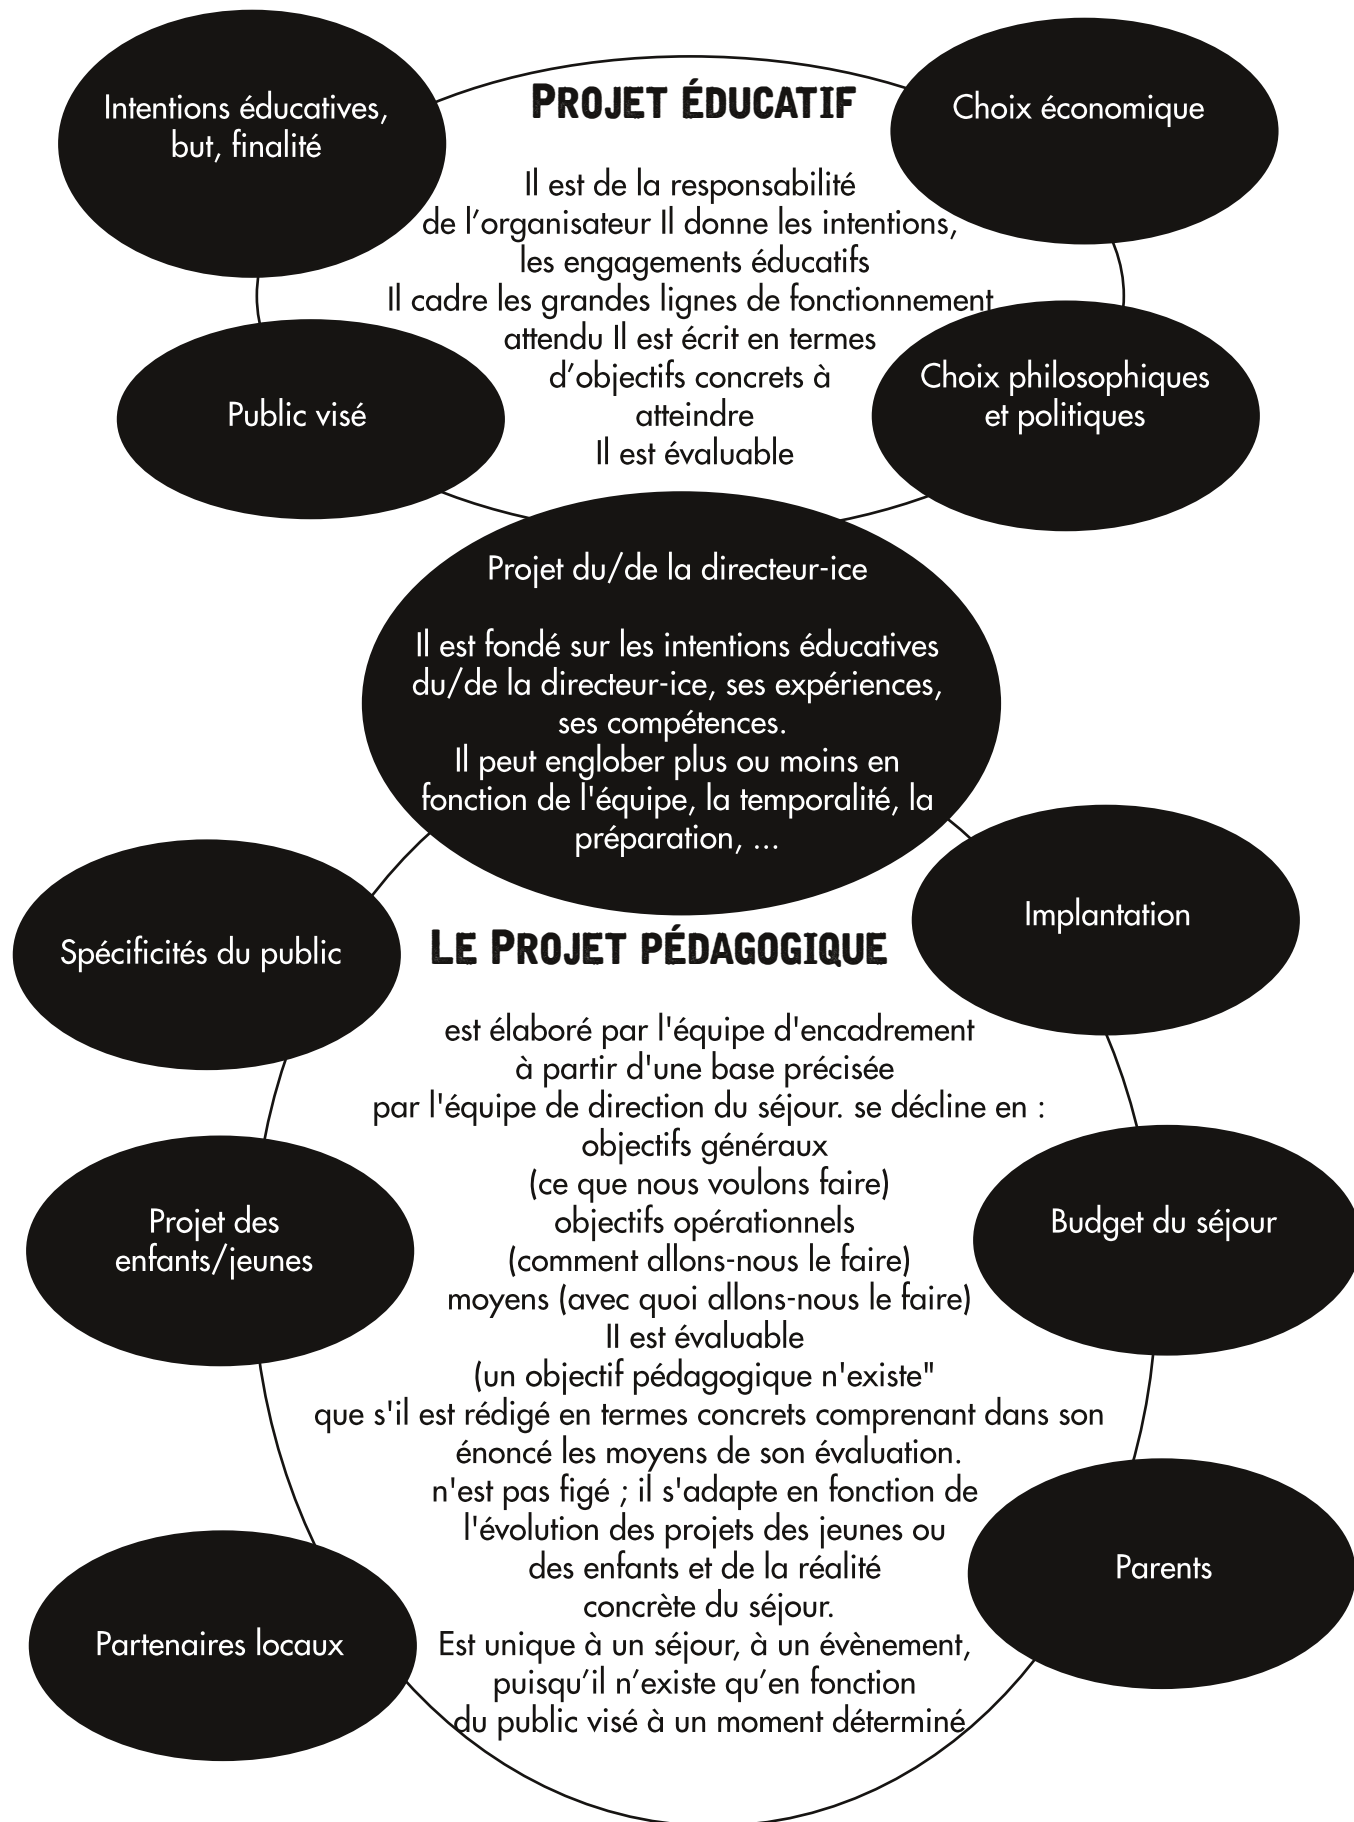 Intentions éducatives,
but, finalité
PROJET ÉDUCATIF
Choix économique
Il est de la responsabilité
de l’organisateur Il donne les intentions,
les engagements éducatifs
Il cadre les grandes lignes de fonctionnement
attendu Il est écrit en termes
d’objectifs concrets à
atteindre
Il est évaluable
Public visé
Choix philosophiques
et politiques
Projet du/de la directeur-ice
Il est fondé sur les intentions éducatives
du/de la directeur-ice, ses expériences,
ses compétences.
Il peut englober plus ou moins en
fonction de l'équipe, la temporalité, la
préparation, ...
Spécificités du public
LE PROJET PÉDAGOGIQUE
Implantation
est élaboré par l'équipe d'encadrement
à partir d'une base précisée
par l'équipe de direction du séjour. se décline en :
objectifs généraux
(ce que nous voulons faire)
objectifs opérationnels
(comment allons-nous le faire)
moyens (avec quoi allons-nous le faire)
Il est évaluable
(un objectif pédagogique n'existe"
que s'il est rédigé en termes concrets comprenant dans son
énoncé les moyens de son évaluation.
n'est pas figé ; il s'adapte en fonction de
l'évolution des projets des jeunes ou
des enfants et de la réalité
concrète du séjour.
Est unique à un séjour, à un évènement,
puisqu’il n’existe qu’en fonction
du public visé à un moment déterminé
Projet des
enfants/jeunes
Budget du séjour
Partenaires locaux
Parents